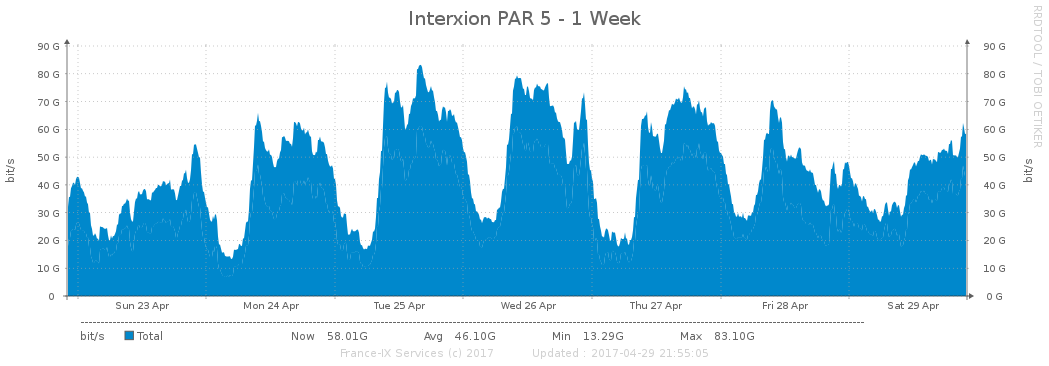 Interxion PAR 5 - 1 Week
RRDTOOL / TOBI OETIKER
90 G 90 G
80 G 80 G
70 G 70 G
60 G 60 G
50 G 50 G
40 G 40 G
30 G 30 G
20 G 20 G
10 G 10 G
0 0 G
bit/s bit/s
Sun 23 Apr Mon 24 Apr Tue 25 Apr Wed 26 Apr Thu 27 Apr Fri 28 Apr Sat 29 Apr
bit/s Total Now 58.01G Avg 46.10G Min 13.29G Max 83.10G
France-IX Services (c) 2017 Updated : 2017-04-29 21:55:05